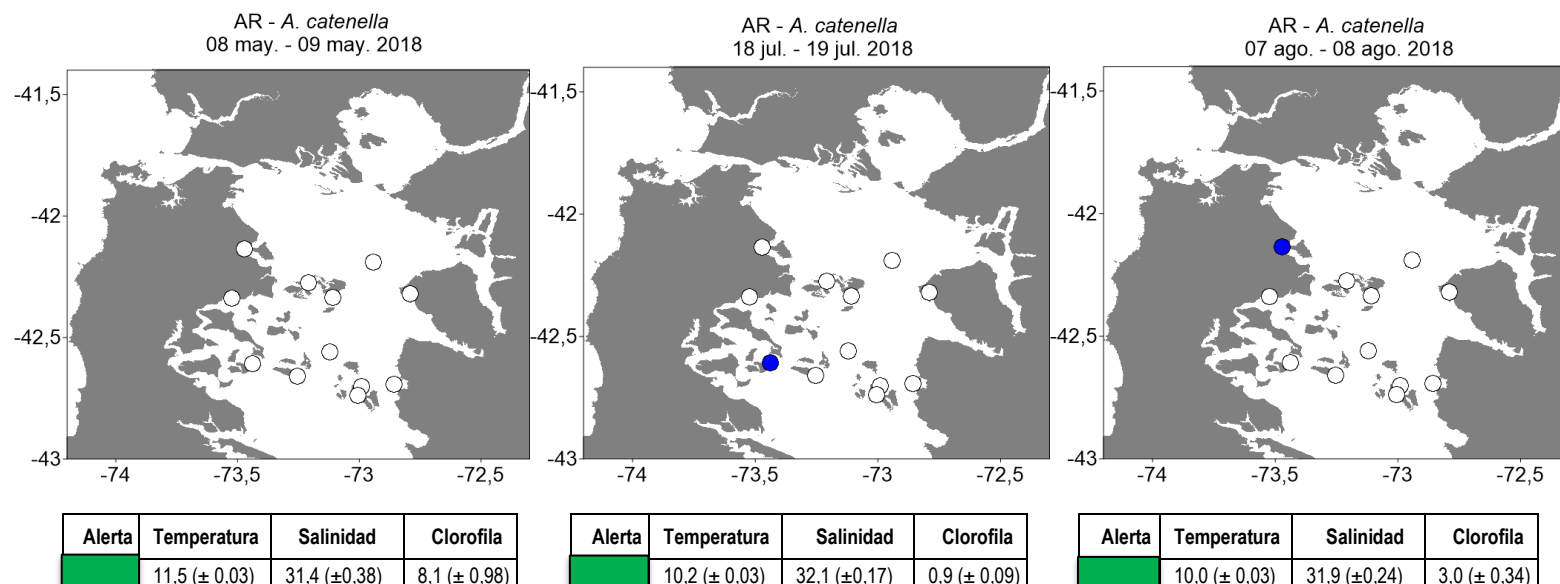 AR - A. catenella
08 may. - 09 may. 2018
-41,5
-42
-42,5
-43
-74
-73,5
-73
-72,5
Alerta Temperatura Salinidad Clorofila
11,5 (± 0,03) 31,4 (±0,38) 8,1 (± 0,98)
AR - A. catenella
18 jul. - 19 jul. 2018
-41,5
-42
-42,5
-43
-74
-73,5
-73
-72,5
Alerta Temperatura Salinidad Clorofila
10,2 (± 0,03) 32,1 (±0,17) 0,9 (± 0,09)
AR - A. catenella
07 ago. - 08 ago. 2018
-41,5
-42
-42,5
-43
-74
-73,5
-73
-72,5
Alerta Temperatura Salinidad Clorofila
10,0 (± 0,03) 31,9 (±0,24) 3,0 (± 0,34)